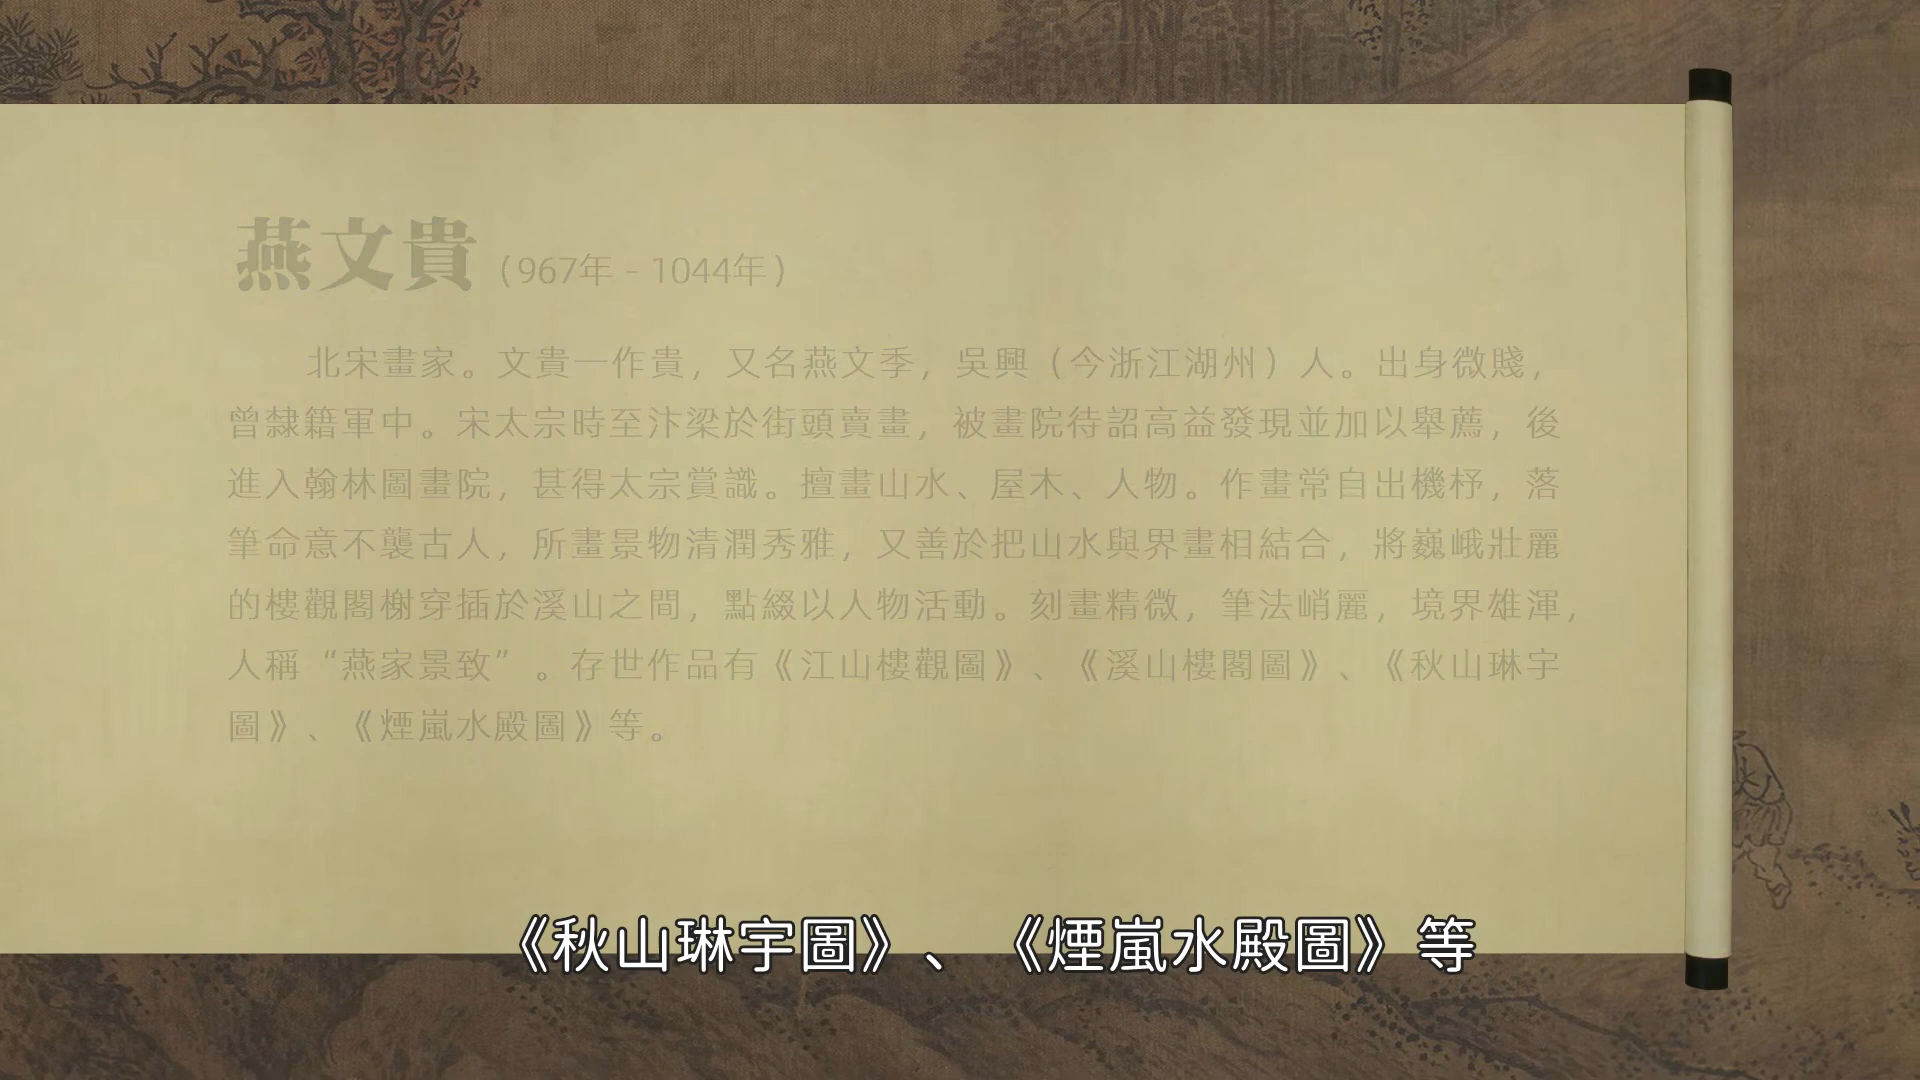 燕文貴（967年 - 1044年）
北宋畫家。文貴一作貴，又名燕文季，吳興（今浙江湖州）人。出身微賤，
曾隸籍軍中。宋太宗時至汴梁於街頭賣畫，被畫院待詔高益發現並加以舉薦，後
進入翰林圖畫院，甚得太宗賞識。擅畫山水、屋木、人物。作畫常自出機杼，落
筆命意不襲古人，所畫景物清潤秀雅，又善於把山水與界畫相結合，將巍峨壯麗
的樓觀閣榭穿插於溪山之間，點綴以人物活動。刻畫精微，筆法峭麗，境界雄渾，
人稱“燕家景致”。存世作品有《江山樓觀圖》、《溪山樓閣圖》、《秋山琳宇
圖》、《煙嵐水殿圖》等。
《秋山琳宇圖》、《煙嵐水殿圖》等